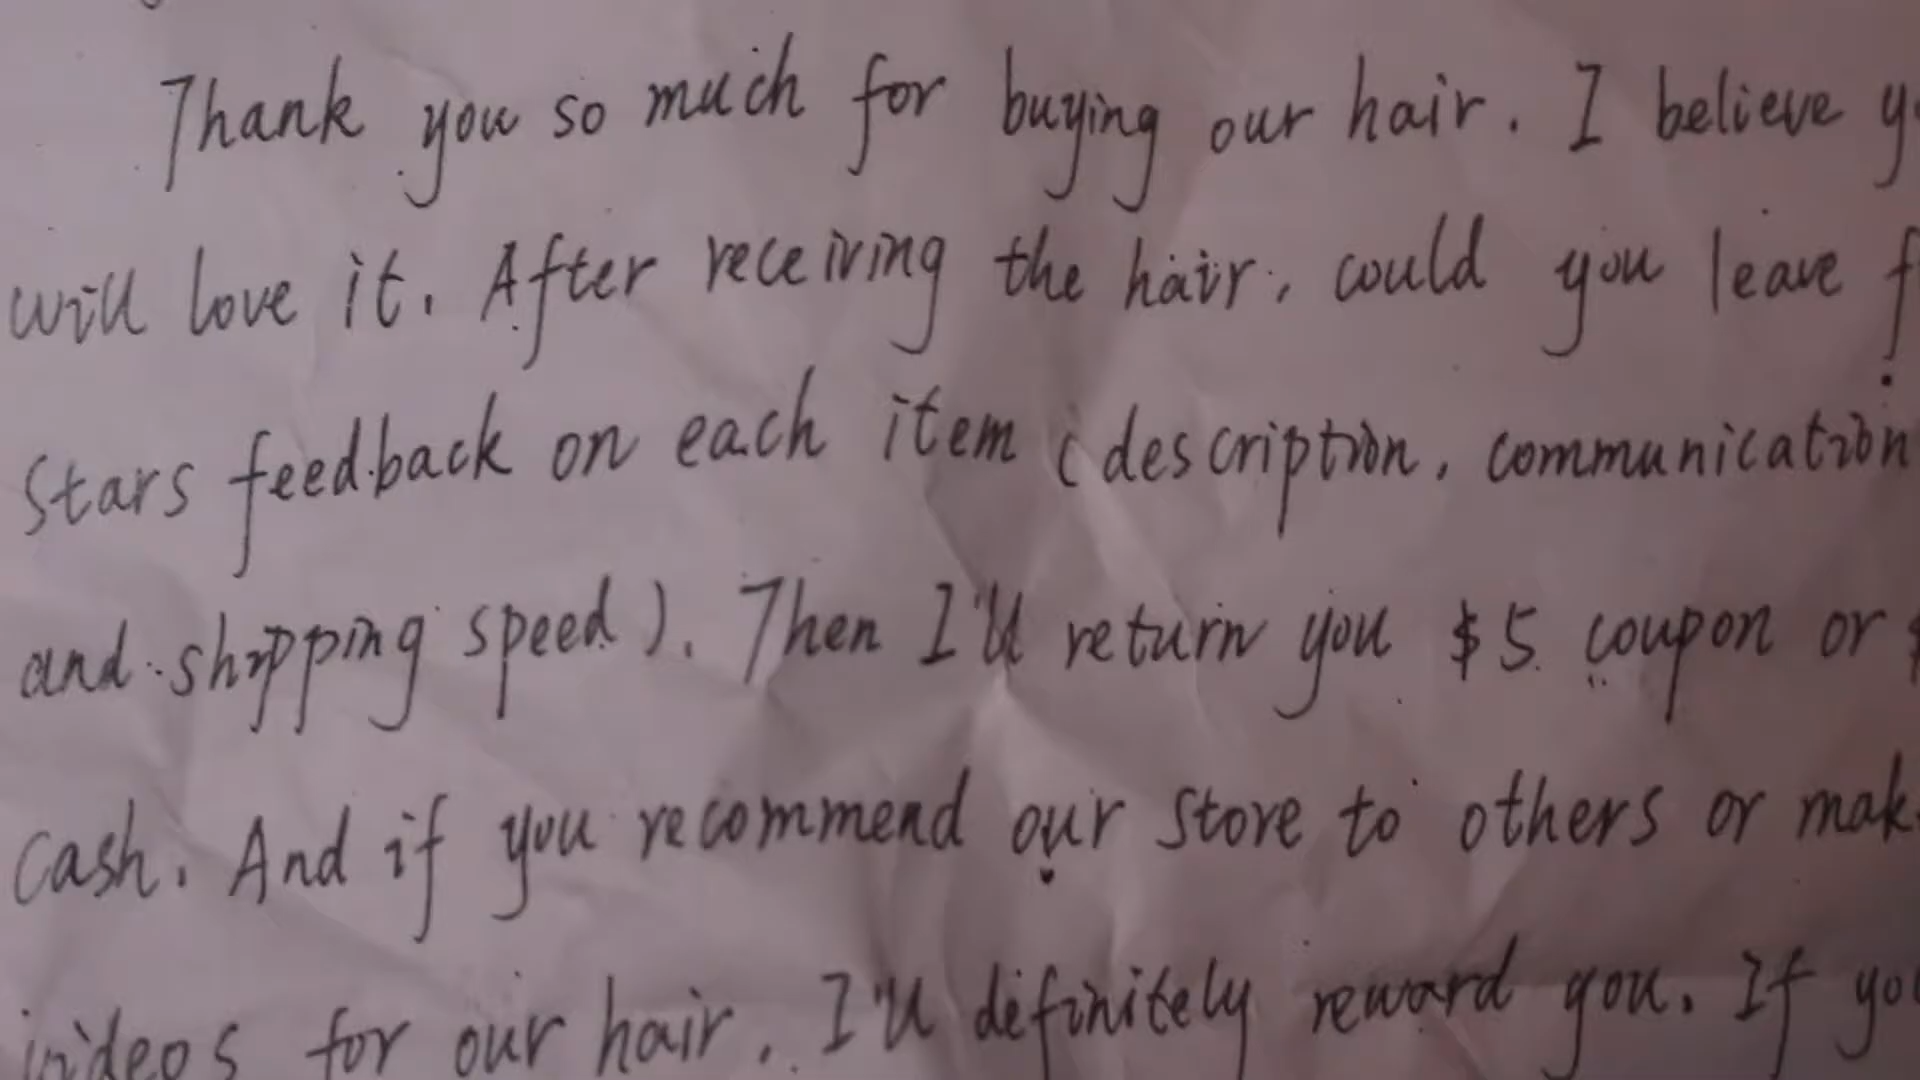 Thank you so much for buying our hair. I believe
will love it. After receiving the hair, could you leave
Stars feedback on each item (description, communication
and shipping speed). Then I'll return you $5 coupon or $
Cash. And if you recommend our store to others or
videos for our hair, I'll definitely reward you. If